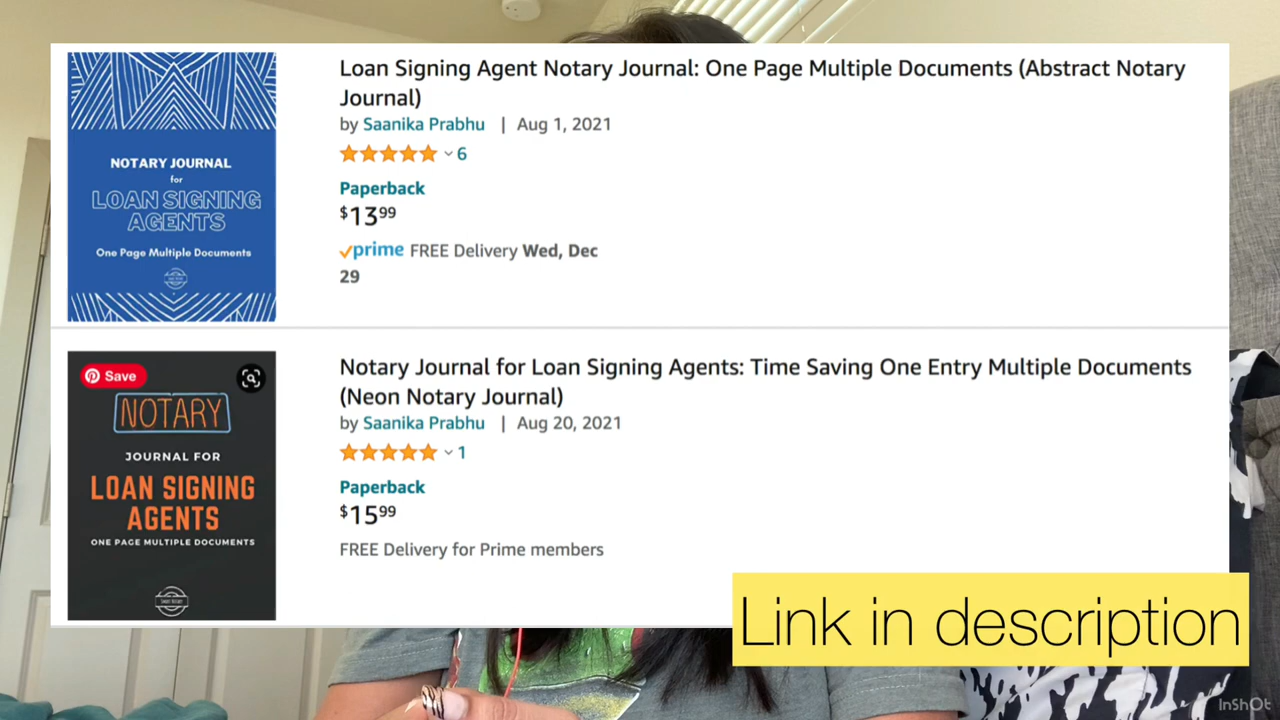 Loan Signing Agent Notary Journal: One Page Multiple Documents (Abstract Notary
Journal)
by Saanika Prabhu | Aug 1, 2021
6
Paperback
$13.99
prime FREE Delivery Wed, Dec
29
NOTARY JOURNAL
for
LOAN SIGNING
AGENTS
One Page Multiple Documents
Notary Journal for Loan Signing Agents: Time Saving One Entry Multiple Documents
(Neon Notary Journal)
by Saanika Prabhu | Aug 20, 2021
1
Paperback
$15.99
FREE Delivery for Prime members
Save
NOTARY
JOURNAL FOR
LOAN SIGNING
AGENTS
ONE PAGE MULTIPLE DOCUMENTS
Link in description
InShOt